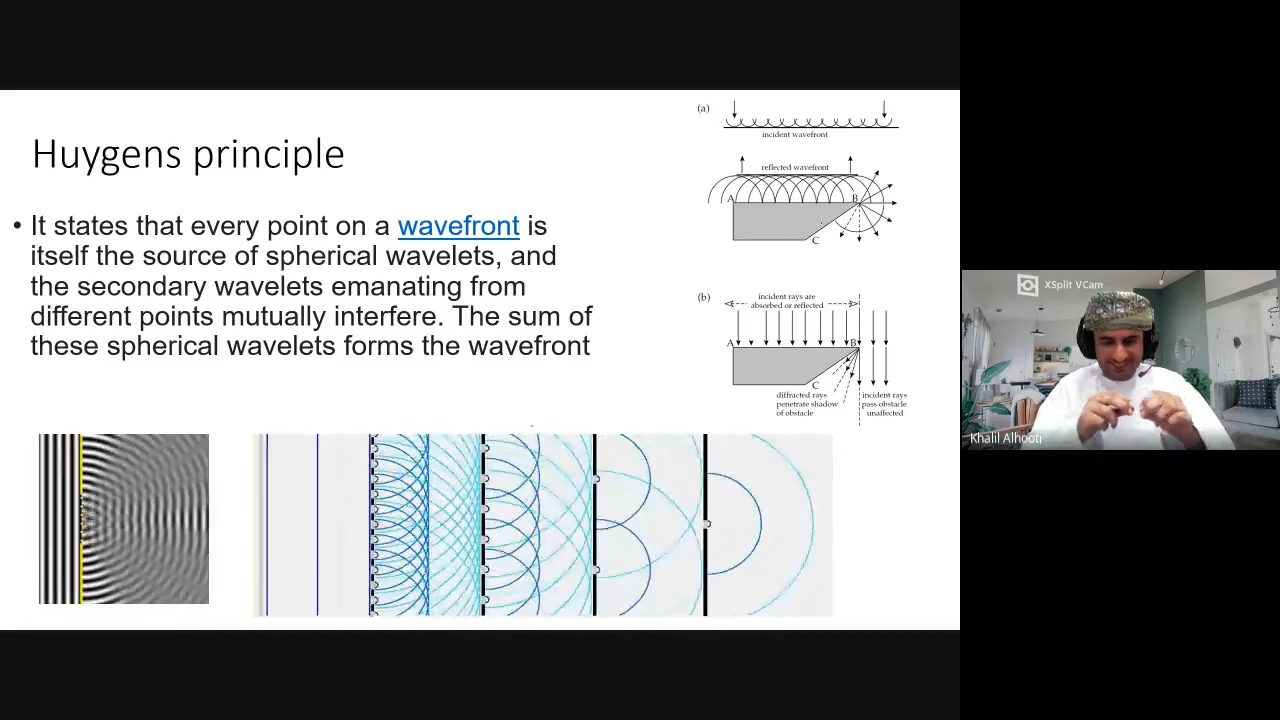 Huygens principle
• It states that every point on a wavefront is
itself the source of spherical wavelets, and
the secondary wavelets emanating from
different points mutually interfere. The sum of
these spherical wavelets forms the wavefront
(a)
incident wavefront
reflected wavefront
A
B
C
(b)
incident rays are
absorbed or reflected
A
B
C
diffracted rays
penetrate shadow
of obstacle
incident rays
pass obstacle
unaffected
XSplit VCam
Khalil Alhooti